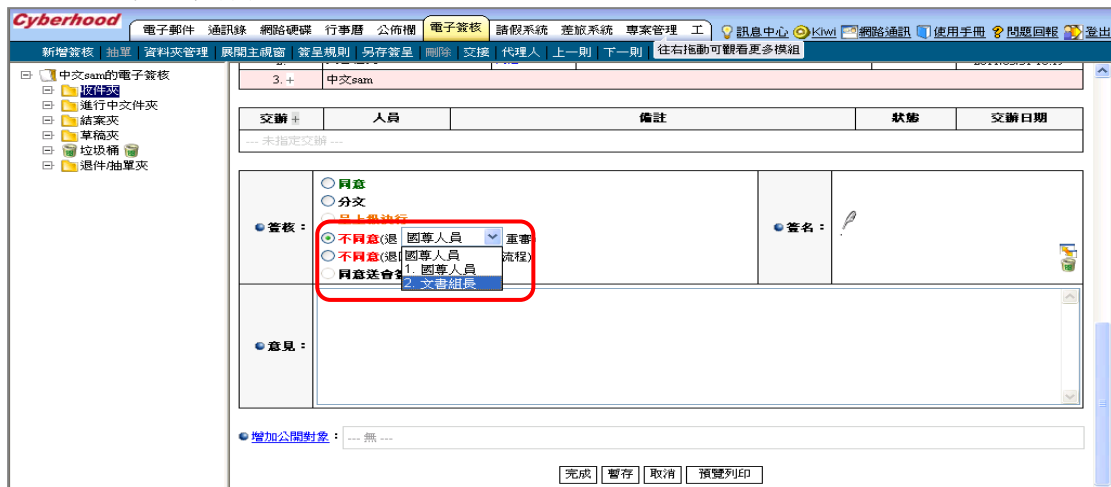 Cyberhood
電子郵件 通訊錄 網路硬碟 行事曆 公佈欄 電子簽核 請假系統 差旅系統 專案管理 工
訊息中心 Kiwi 網路通訊 使用手冊 問題回報 登出
新增簽核 抽單 資料夾管理 展開主視窗 簽呈規則 另存簽呈 刪除 交接 代理人 上一則 下一則 往右拖動可觀看更多模組
中文sam的電子簽核
收件夾
進行中文件夾
結案夾
草稿夾
垃圾桶
退件/抽單夾
3. + 中文sam
交辦 + 人員 備註 狀態 交辦日期
--- 未指定交辦 ---
簽核：
同意
分文
呈上級決行
不同意(退 國尊人員 重審)
不同意(退 流程)
同意送會
國尊人員
1. 國尊人員
2. 文書組長
簽名：
意見：
增加公開對象： --- 無 ---
完成 暫存 取消 預覽列印